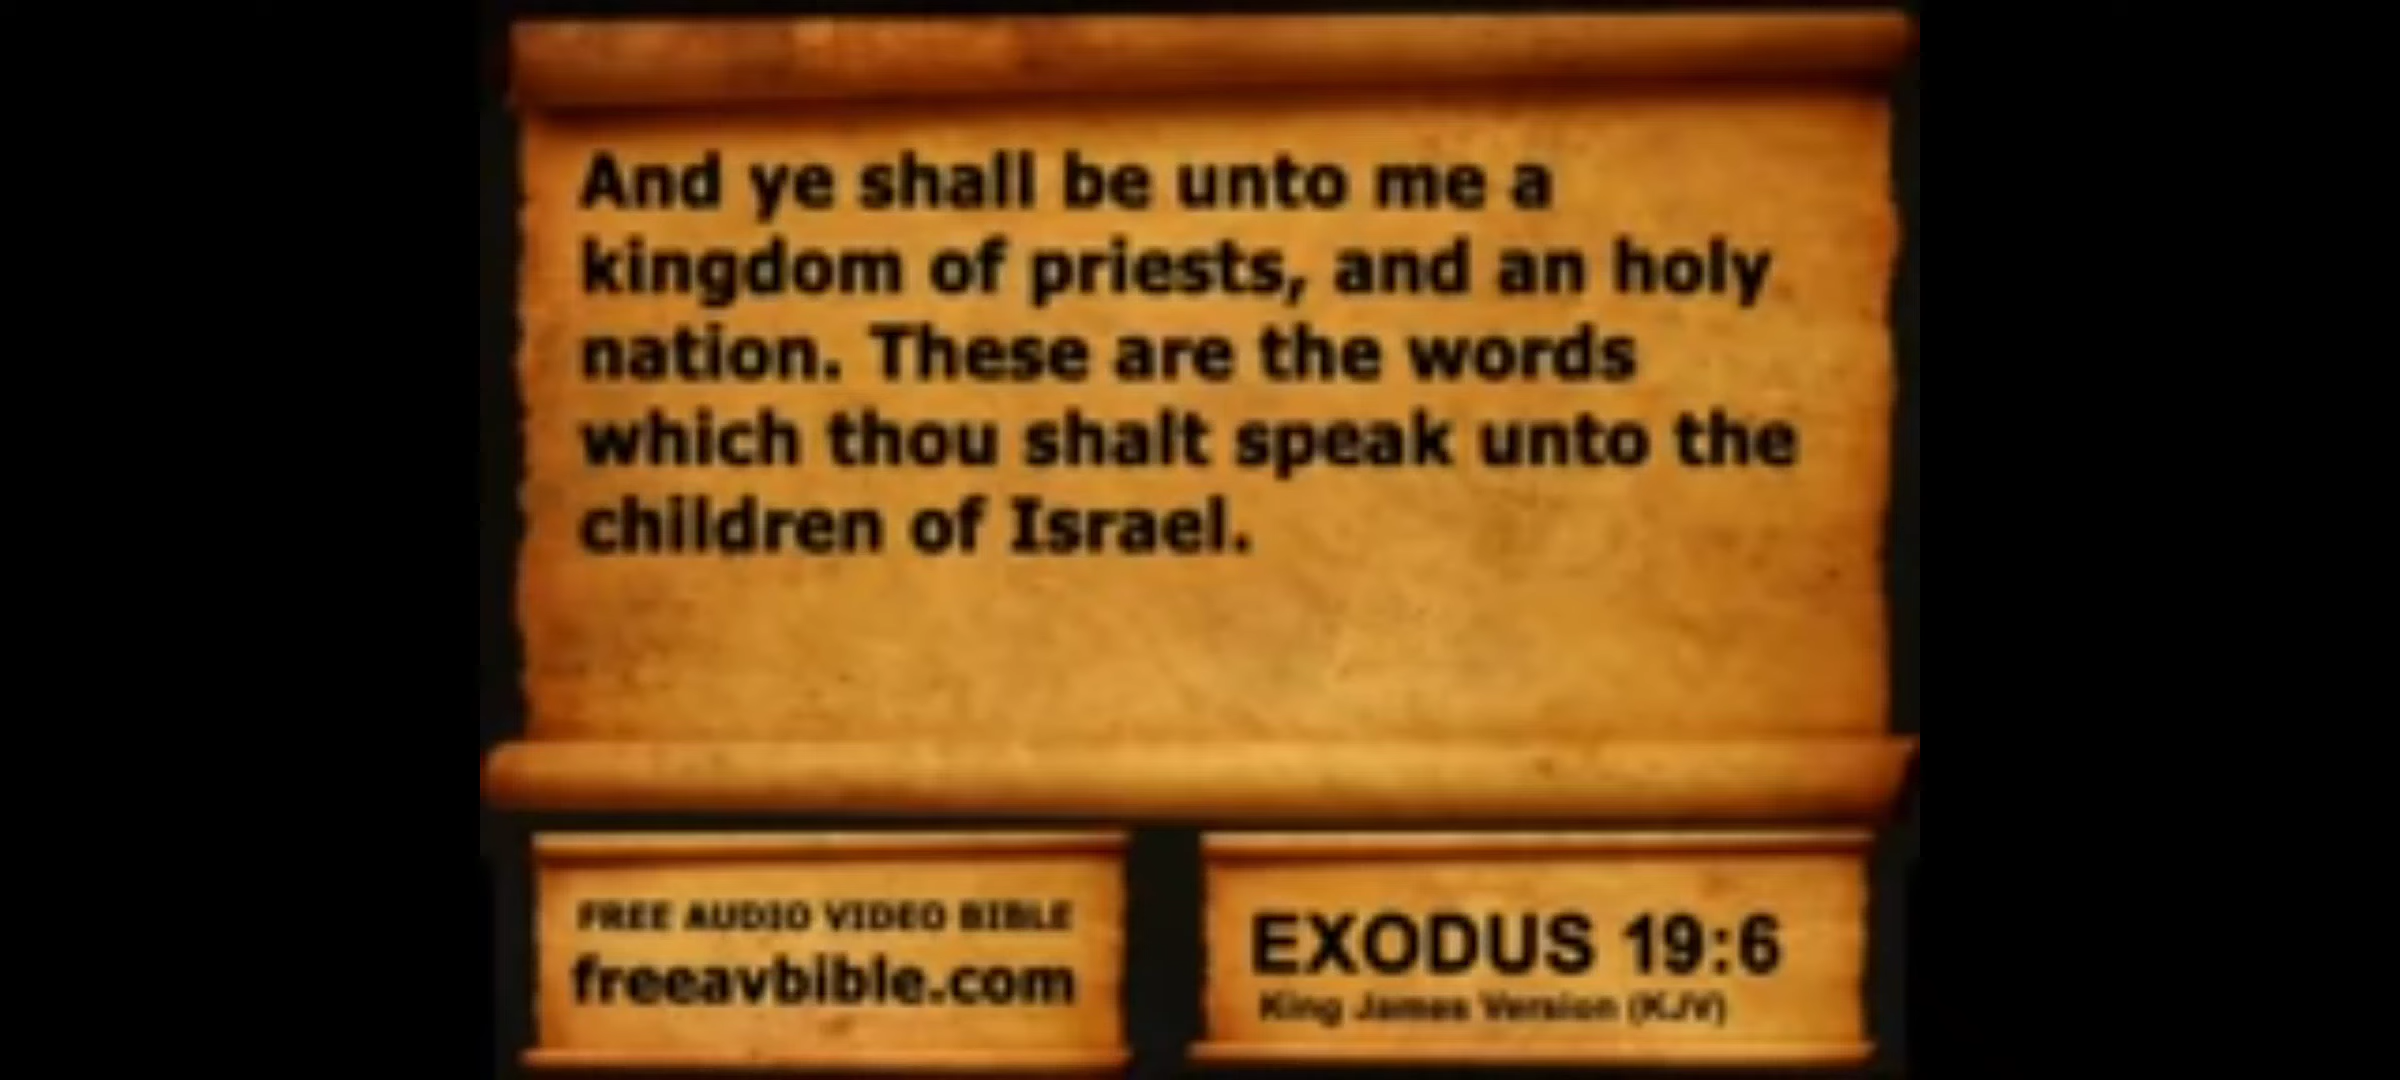 And ye shall be unto me a
kingdom of priests, and an holy
nation. These are the words
which thou shalt speak unto the
children of Israel.
FREE AUDIO VIDEO BIBLE
freeavbible.com
EXODUS 19:6
King James Version (KJV)